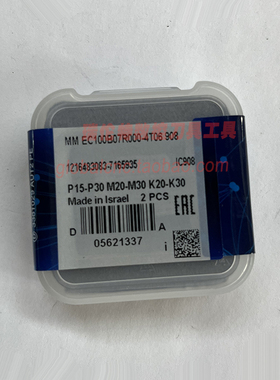 MM EC100B07R000-4T06 908
1216483083-7165935 IC908
P15-P30 M20-M30 K20-K30
Made in Israel 2 PCS
EAC
D A
05621337 i